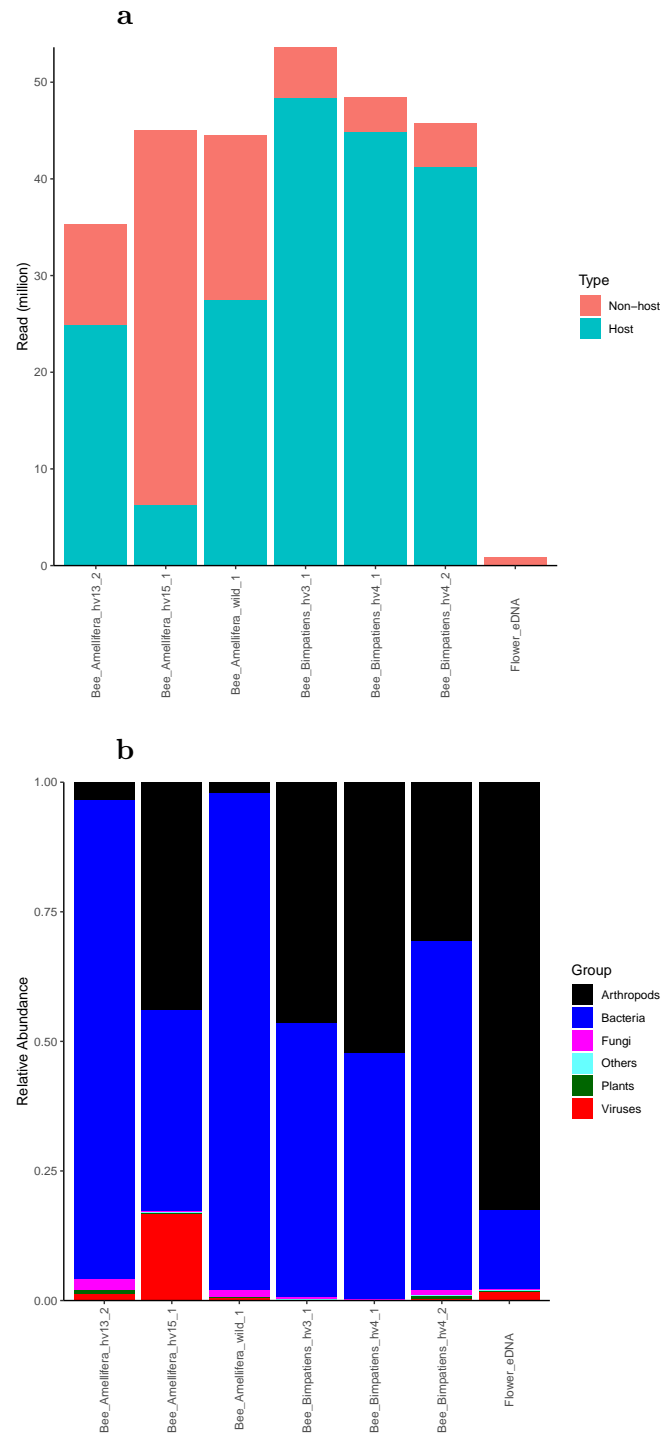 a
50
40
30
20
10
0
Read (million)
Type
Non-host
Host
Bee_Amellifera_hv13_2
Bee_Amellifera_hv15_1
Bee_Amellifera_wild_1
Bee_Bimpatiens_hv3_1
Bee_Bimpatiens_hv4_1
Bee_Bimpatiens_hv4_2
Flower_eDNA
b
1.00
0.75
0.50
0.25
0.00
Relative Abundance
Group
Arthropods
Bacteria
Fungi
Others
Plants
Viruses
Bee_Amellifera_hv13_2
Bee_Amellifera_hv15_1
Bee_Amellifera_wild_1
Bee_Bimpatiens_hv3_1
Bee_Bimpatiens_hv4_1
Bee_Bimpatiens_hv4_2
Flower_eDNA